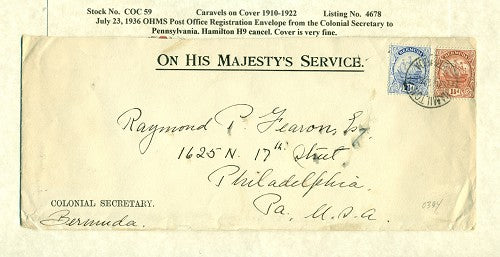 Stock No. COC 59 Caravels on Cover 1910-1922 Listing No. 4678
July 23, 1936 OHMS Post Office Registration Envelope from the Colonial Secretary to
Pennsylvania. Hamilton H9 cancel. Cover is very fine.
ON HIS MAJESTY'S SERVICE.
BERMUDA
HAMILTON
Raymond P. Fearon, Esq.
1625 N. 17th Street
Philadelphia.
Pa. U.S.A.
COLONIAL SECRETARY.
Bermuda.